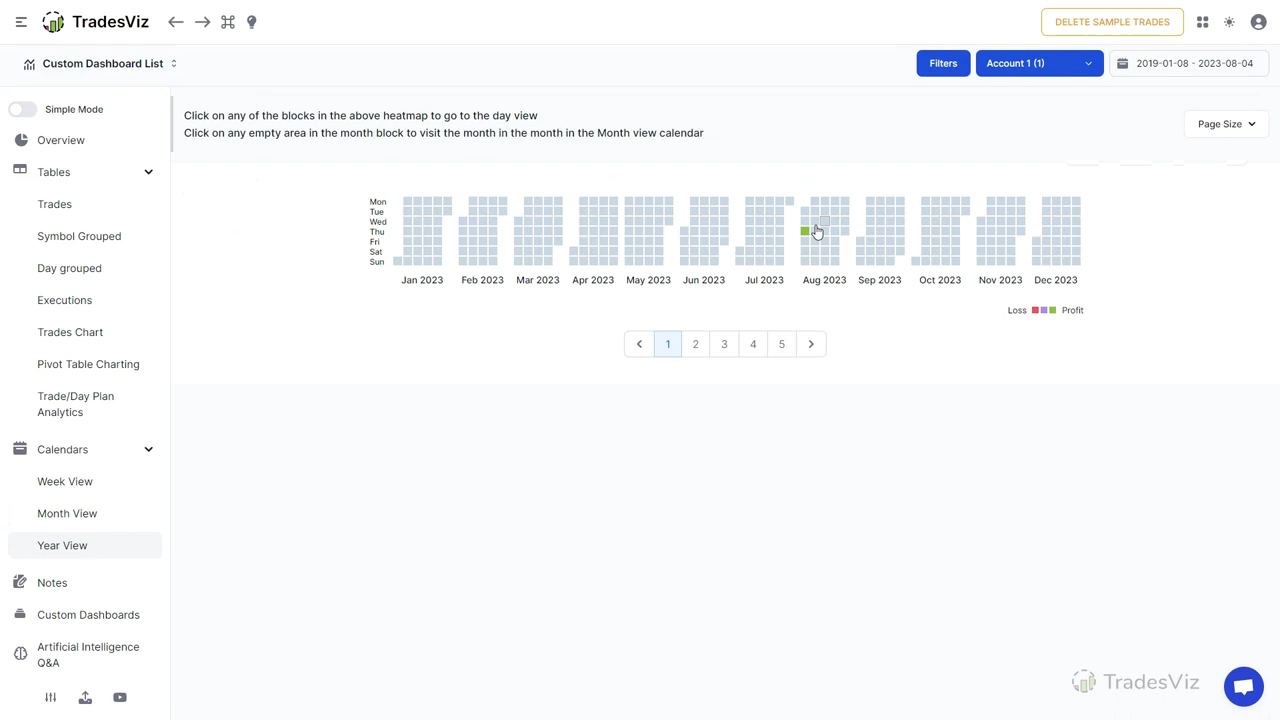 TradesViz
DELETE SAMPLE TRADES
Custom Dashboard List
Filters
Account 1 (1)
2019-01-08 - 2023-08-04
Simple Mode
Overview
Tables
Trades
Symbol Grouped
Day grouped
Executions
Trades Chart
Pivot Table Charting
Trade/Day Plan
Analytics
Calendars
Week View
Month View
Year View
Notes
Custom Dashboards
Artificial Intelligence
Q&A
Click on any of the blocks in the above heatmap to go to the day view
Click on any empty area in the month block to visit the month in the month in the Month view calendar
Page Size
Mon
Tue
Wed
Thu
Fri
Sat
Sun
Jan 2023 Feb 2023 Mar 2023 Apr 2023 May 2023 Jun 2023 Jul 2023 Aug 2023 Sep 2023 Oct 2023 Nov 2023 Dec 2023
Loss Profit
1 2 3 4 5
TradesViz